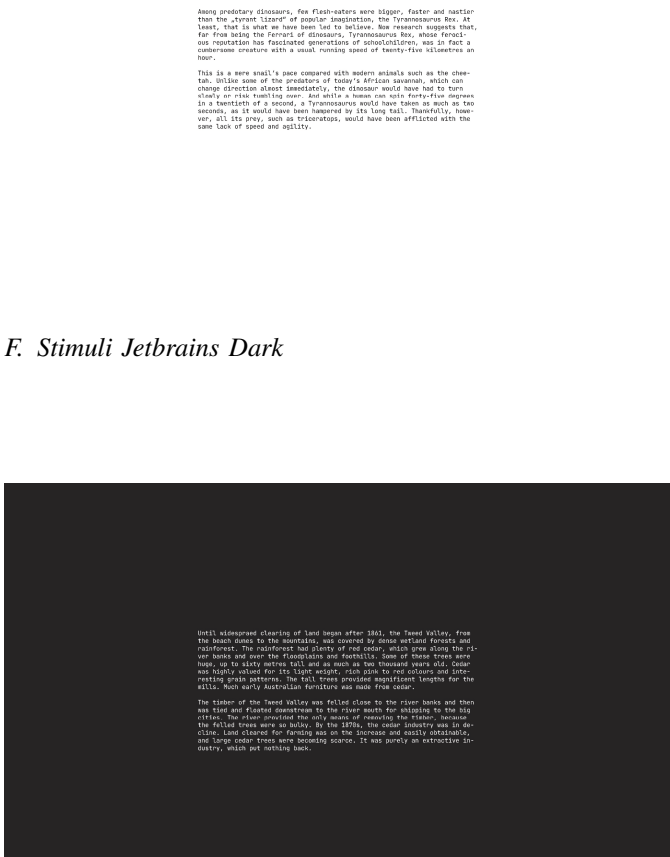 Among predotary dinosaurs, few flesh-eaters were bigger, faster and nastier
than the „tyrant lizard“ of popular imagination, the Tyrannosaurus Rex. At
least, that is what we have been led to believe. Now research suggests that,
far from being the Ferrari of dinosaurs, Tyrannosaurus Rex, whose feroci-
ous reputation has fascinated generations of schoolchildren, was in fact a
cumbersome creature with a usual running speed of twenty-five kilometres an
hour.
This is a mere snail's pace compared with modern animals such as the chee-
tah. Unlike some of the predators of today's African savannah, which can
change direction almost immediately, the dinosaur would have had to turn
slowly or risk tumbling over. And while a human can spin forty-five degrees
in a twentieth of a second, a Tyrannosaurus would have taken as much as two
seconds, as it would have been hampered by its long tail. Thankfully, howe-
ver, all its prey, such as triceratops, would have been afflicted with the
same lack of speed and agility.
F. Stimuli Jetbrains Dark
Until widespraed clearing of land began after 1861, the Tweed Valley, from
the beach dunes to the mountains, was covered by dense wetland forests and
rainforest. The rainforest had plenty of red cedar, which grew along the ri-
ver banks and over the floodplains and foothills. Some of these trees were
huge, up to sixty metres tall and as much as two thousand years old. Cedar
was highly valued for its light weight, rich pink to red colours and inte-
resting grain patterns. The tall trees provided magnificent lengths for the
mills. Much early Australian furniture was made from cedar.
The timber of the Tweed Valley was felled close to the river banks and then
was tied and floated downstream to the river mouth for shipping to the big
cities. The river provided the only means of removing the timber, because
the felled trees were so bulky. By the 1870s, the cedar industry was in de-
cline. Land cleared for farming was on the increase and easily obtainable,
and large cedar trees were becoming scarce. It was purely an extractive in-
dustry, which put nothing back.